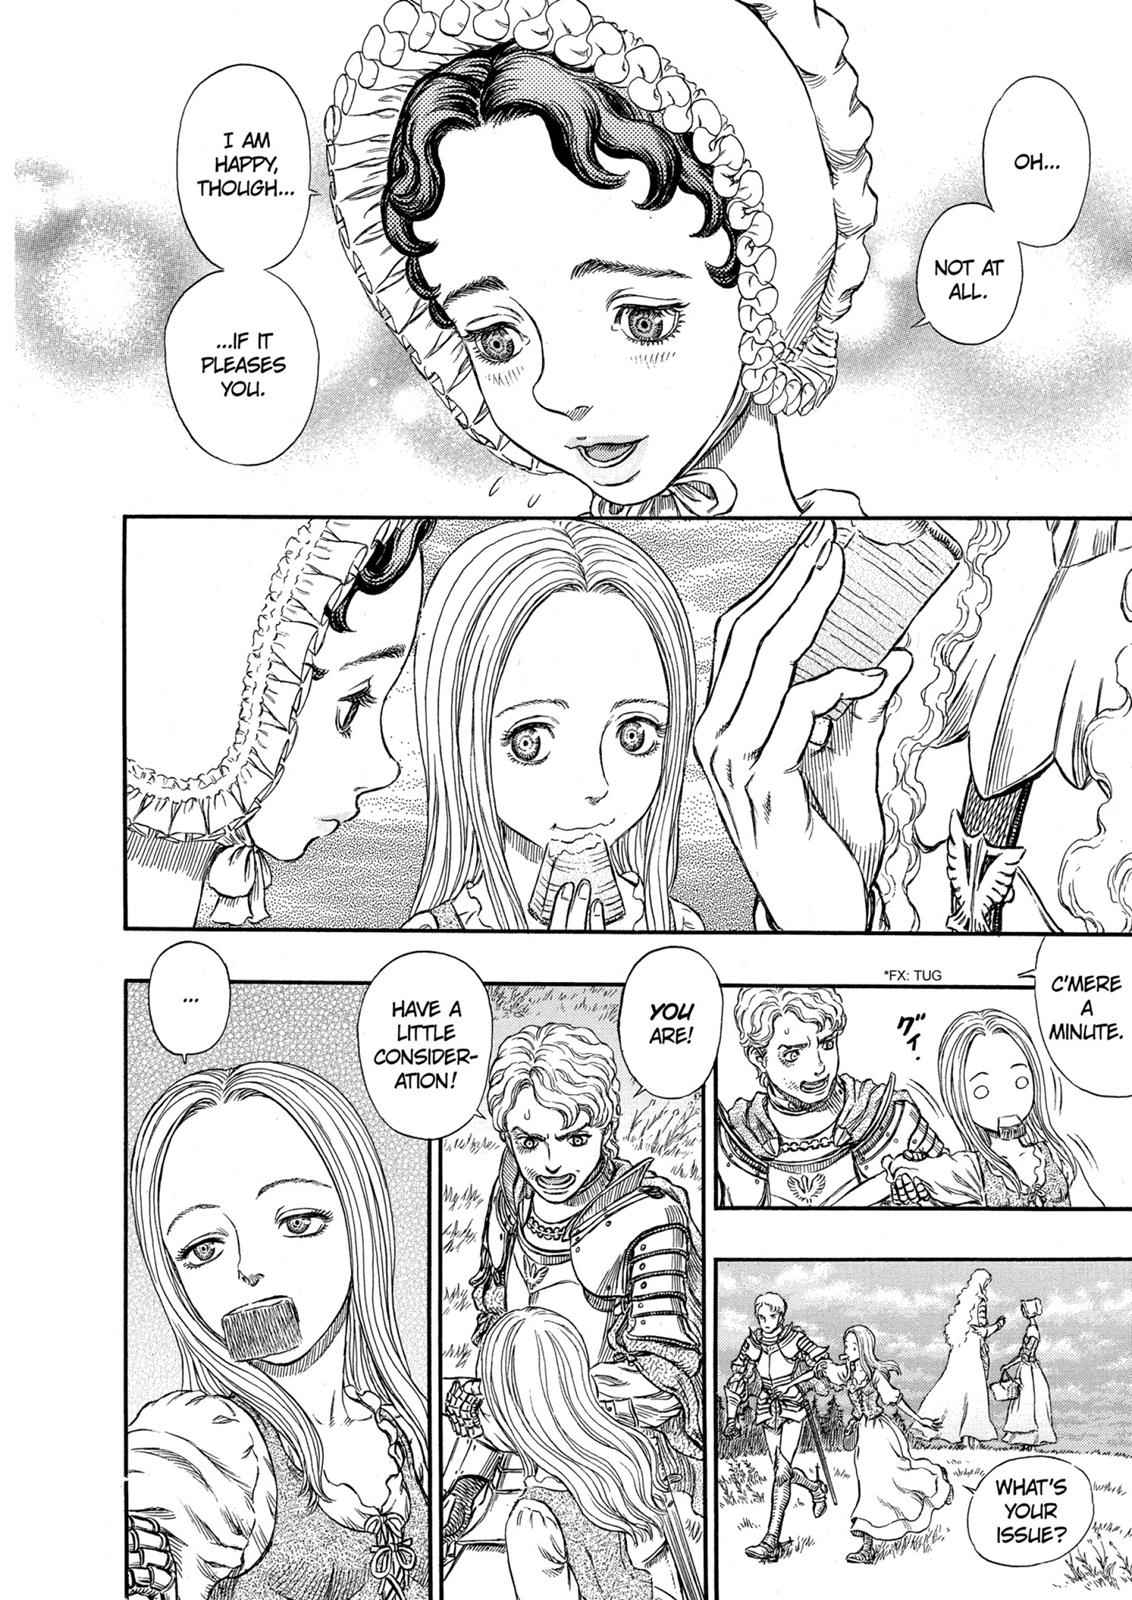 OH...
NOT AT
ALL.
I AM
HAPPY,
THOUGH...
...IF IT
PLEASES
YOU.
C'MERE
A
MINUTE.
*FX: TUG
グイ
WHAT'S
YOUR
ISSUE?
YOU
ARE!
HAVE A
LITTLE
CONSIDER-
ATION!
...